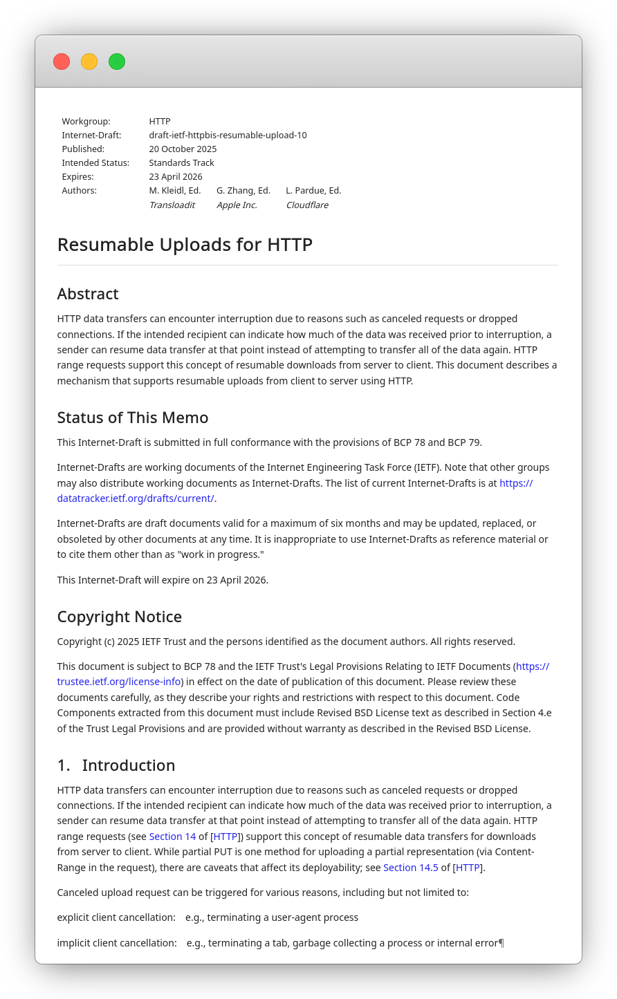 Workgroup: HTTP
Internet-Draft: draft-ietf-httpbis-resumable-upload-10
Published: 20 October 2025
Intended Status: Standards Track
Expires: 23 April 2026
Authors: M. Kleidl, Ed. G. Zhang, Ed. L. Pardue, Ed.
Transloadit Apple Inc. Cloudflare
Resumable Uploads for HTTP
Abstract
HTTP data transfers can encounter interruption due to reasons such as canceled requests or dropped
connections. If the intended recipient can indicate how much of the data was received prior to interruption, a
sender can resume data transfer at that point instead of attempting to transfer all of the data again. HTTP
range requests support this concept of resumable downloads from server to client. This document describes a
mechanism that supports resumable uploads from client to server using HTTP.
Status of This Memo
This Internet-Draft is submitted in full conformance with the provisions of BCP 78 and BCP 79.
Internet-Drafts are working documents of the Internet Engineering Task Force (IETF). Note that other groups
may also distribute working documents as Internet-Drafts. The list of current Internet-Drafts is at https://
datatracker.ietf.org/drafts/current/.
Internet-Drafts are draft documents valid for a maximum of six months and may be updated, replaced, or
obsoleted by other documents at any time. It is inappropriate to use Internet-Drafts as reference material or
to cite them other than as "work in progress."
This Internet-Draft will expire on 23 April 2026.
Copyright Notice
Copyright (c) 2025 IETF Trust and the persons identified as the document authors. All rights reserved.
This document is subject to BCP 78 and the IETF Trust's Legal Provisions Relating to IETF Documents (https://
trustee.ietf.org/license-info) in effect on the date of publication of this document. Please review these
documents carefully, as they describe your rights and restrictions with respect to this document. Code
Components extracted from this document must include Revised BSD License text as described in Section 4.e
of the Trust Legal Provisions and are provided without warranty as described in the Revised BSD License.
1. Introduction
HTTP data transfers can encounter interruption due to reasons such as canceled requests or dropped
connections. If the intended recipient can indicate how much of the data was received prior to interruption, a
sender can resume data transfer at that point instead of attempting to transfer all of the data again. HTTP
range requests (see Section 14 of [HTTP]) support this concept of resumable data transfers for downloads
from server to client. While partial PUT is one method for uploading a partial representation (via Content-
Range in the request), there are caveats that affect its deployability; see Section 14.5 of [HTTP].
Canceled upload request can be triggered for various reasons, including but not limited to:
explicit client cancellation: e.g., terminating a user-agent process
implicit client cancellation: e.g., terminating a tab, garbage collecting a process or internal error¶